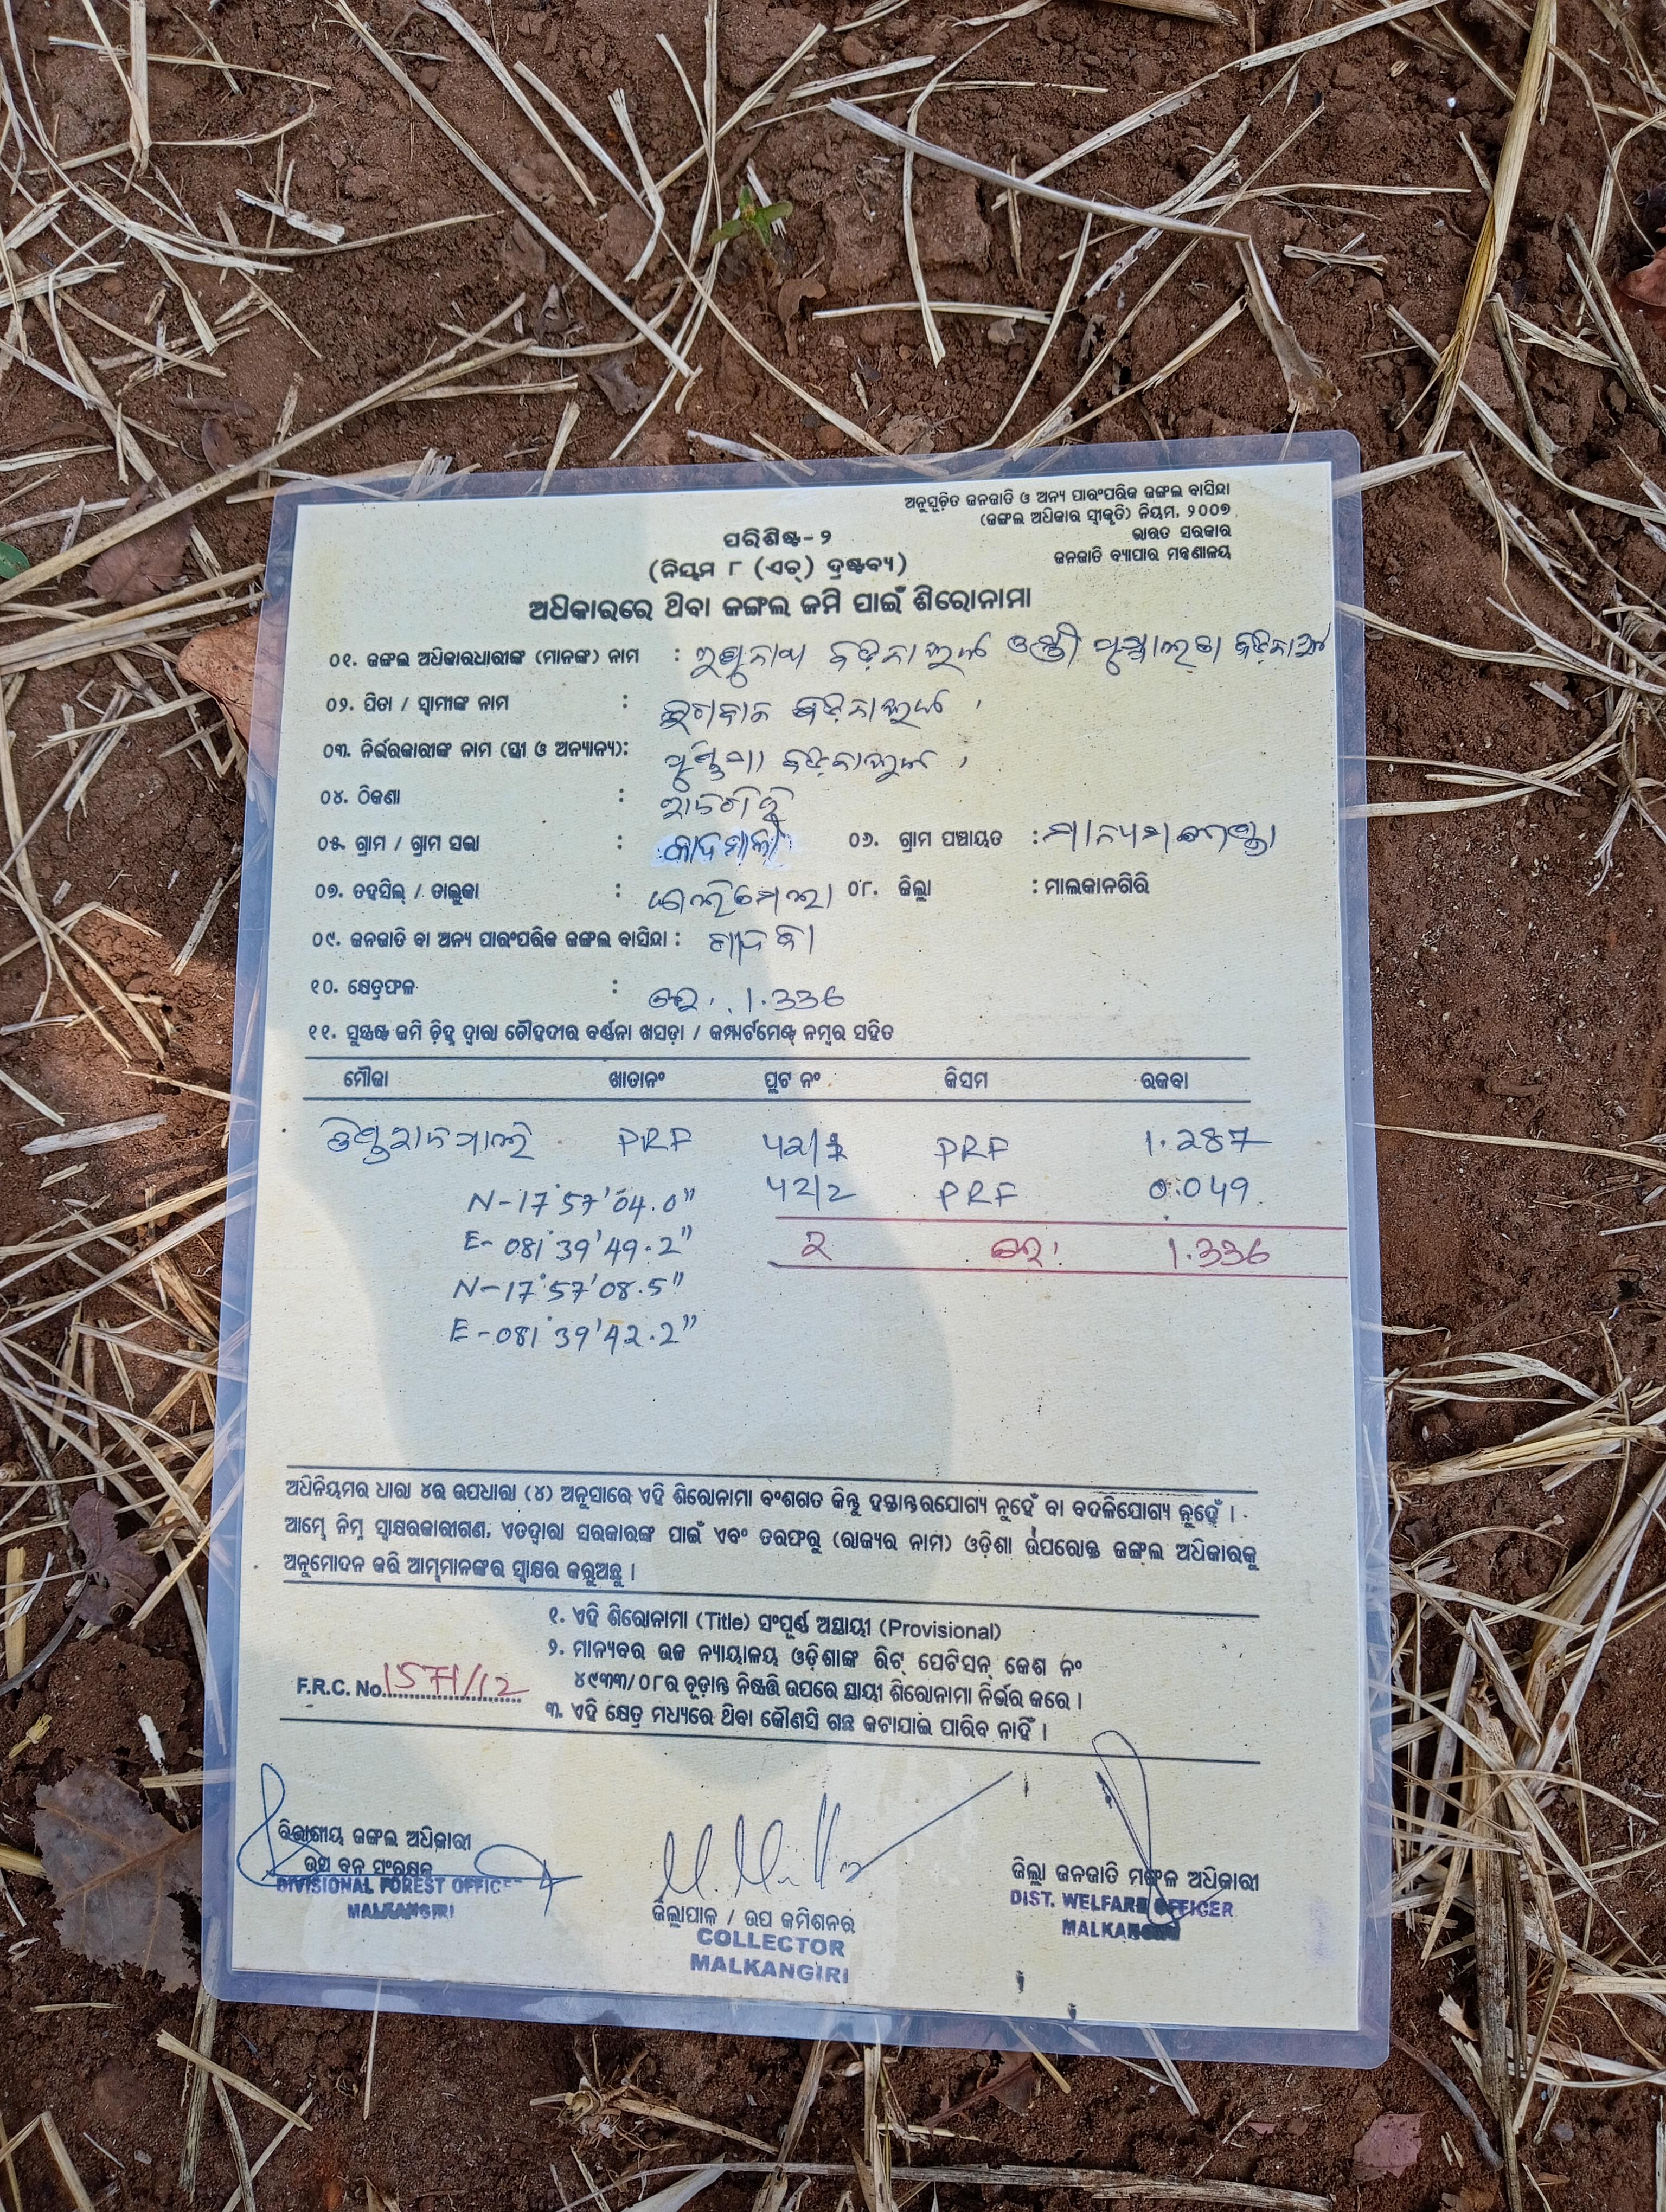 ଅନୁସୂଚିତ ଜନଜାତି ଓ ଅନ୍ୟ ପାରଂପରିକ ଜଙ୍ଗଲ ବାସିନ୍ଦା
(ଜଙ୍ଗଲ ଅଧିକାର ସ୍ୱୀକୃତି) ନିୟମ, ୨୦୦୭
ଭାରତ ସରକାର
ଜନଜାତି ବ୍ୟାପାର ମନ୍ତ୍ରଣାଳୟ
ପରିଶିଷ୍ଟ-୨
(ନିୟମ ୮ (ଏଚ୍) ଦ୍ରଷ୍ଟବ୍ୟ)
ଅଧିକାରରେ ଥିବା ଜଙ୍ଗଲ ଜମି ପାଇଁ ଶିରୋନାମା
୦୧. ଜଙ୍ଗଲ ଅଧିକାରଧାରୀଙ୍କ (ମାନଙ୍କ) ନାମ :
୦୨. ପିତା / ସ୍ୱାମୀଙ୍କ ନାମ :
୦୩. ନିର୍ଭରକାରୀଙ୍କ ନାମ (ସ୍ତ୍ରୀ ଓ ଅନ୍ୟାନ୍ୟ):
୦୪. ଠିକଣା :
୦୫. ଗ୍ରାମ / ଗ୍ରାମ ସଭା : ୦୬. ଗ୍ରାମ ପଞ୍ଚାୟତ :
୦୭. ତହସିଲ୍ / ତାଲୁକା : ୦୮. ଜିଲ୍ଲା : ମାଲକାନଗିରି
୦୯. ଜନଜାତି ବା ଅନ୍ୟ ପାରଂପରିକ ଜଙ୍ଗଲ ବାସିନ୍ଦା :
୧୦. କ୍ଷେତ୍ରଫଳ : 1.336
୧୧. ସୁସ୍ପଷ୍ଟ ଜମି ଚିହ୍ନ ଦ୍ୱାରା ଚୌହଦୀର ବର୍ଣ୍ଣନା ଖସଡ଼ା / କମ୍ପାର୍ଟମେଣ୍ଟ ନମ୍ବର ସହିତ
ମୌଜା ଖାତାନଂ ପ୍ଲଟ ନଂ କିସମ ରକବା
PRF 42/1 PRF 1.287
N-17°57'04.0" 42/2 PRF 0.049
E-081°39'49.2" 2 1.336
N-17°57'08.5"
E-081°39'42.2"
ଅଧିନିୟମର ଧାରା ୪ର ଉପଧାରା (୪) ଅନୁସାରେ ଏହି ଶିରୋନାମା ବଂଶଗତ କିନ୍ତୁ ହସ୍ତାନ୍ତରଯୋଗ୍ୟ ନୁହେଁ ବା ବଦଳିଯୋଗ୍ୟ ନୁହେଁ ।
ଆମ୍ଭେ ନିମ୍ନ ସ୍ୱାକ୍ଷରକାରୀଗଣ, ଏତଦ୍ୱାରା ସରକାରଙ୍କ ପାଇଁ ଏବଂ ତରଫରୁ (ରାଜ୍ୟର ନାମ) ଓଡ଼ିଶା ଉପରୋକ୍ତ ଜଙ୍ଗଲ ଅଧିକାରକୁ
ଅନୁମୋଦନ କରି ଆମ୍ଭମାନଙ୍କର ସ୍ୱାକ୍ଷର କରୁଅଛୁ ।
୧. ଏହି ଶିରୋନାମା (Title) ସଂପୂର୍ଣ୍ଣ ଅସ୍ଥାୟୀ (Provisional)
୨. ମାନ୍ୟବର ଉଚ୍ଚ ନ୍ୟାୟାଳୟ ଓଡ଼ିଶାଙ୍କ ରିଟ୍ ପେଟିସନ୍ କେଶ ନଂ
୪୯୩୩/୦୮ର ଚୂଡ଼ାନ୍ତ ନିଷ୍ପତ୍ତି ଉପରେ ସ୍ଥାୟୀ ଶିରୋନାମା ନିର୍ଭର କରେ ।
F.R.C. No. 1571/12
୩. ଏହି କ୍ଷେତ୍ର ମଧ୍ୟରେ ଥିବା କୌଣସି ଗଛ କଟାଯାଇ ପାରିବ ନାହିଁ ।
ବିଭାଗୀୟ ଜଙ୍ଗଲ ଅଧିକାରୀ
ଉପ ବନ ସଂରକ୍ଷକ
DIVISIONAL FOREST OFFICER
MALKANGIRI
ଜିଲ୍ଲାପାଳ / ଉପ କମିଶନର
COLLECTOR
MALKANGIRI
ଜିଲ୍ଲା ଜନଜାତି ମଙ୍ଗଳ ଅଧିକାରୀ
DIST. WELFARE OFFICER
MALKANGIRI